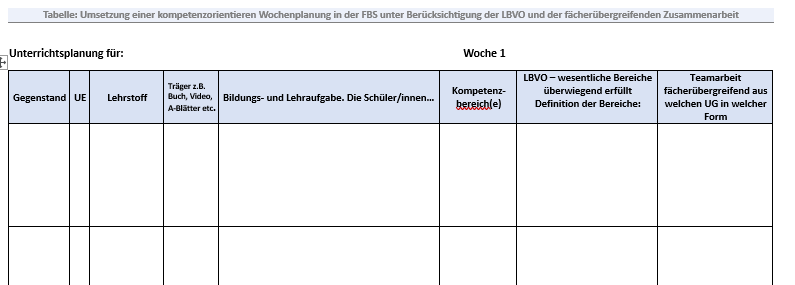 Tabelle: Umsetzung einer kompetenzorientieren Wochenplanung in der FBS unter Berücksichtigung der LBVO und der fächerübergreifenden Zusammenarbeit
Unterrichtsplanung für: Woche 1
Gegenstand
UE
Lehrstoff
Träger z.B.
Buch, Video,
A-Blätter etc.
Bildungs- und Lehraufgabe. Die Schüler/innen…
Kompetenz-
bereich(e)
LBVO – wesentliche Bereiche
überwiegend erfüllt
Definition der Bereiche:
Teamarbeit
fächerübergreifend aus
welchen UG in welcher
Form